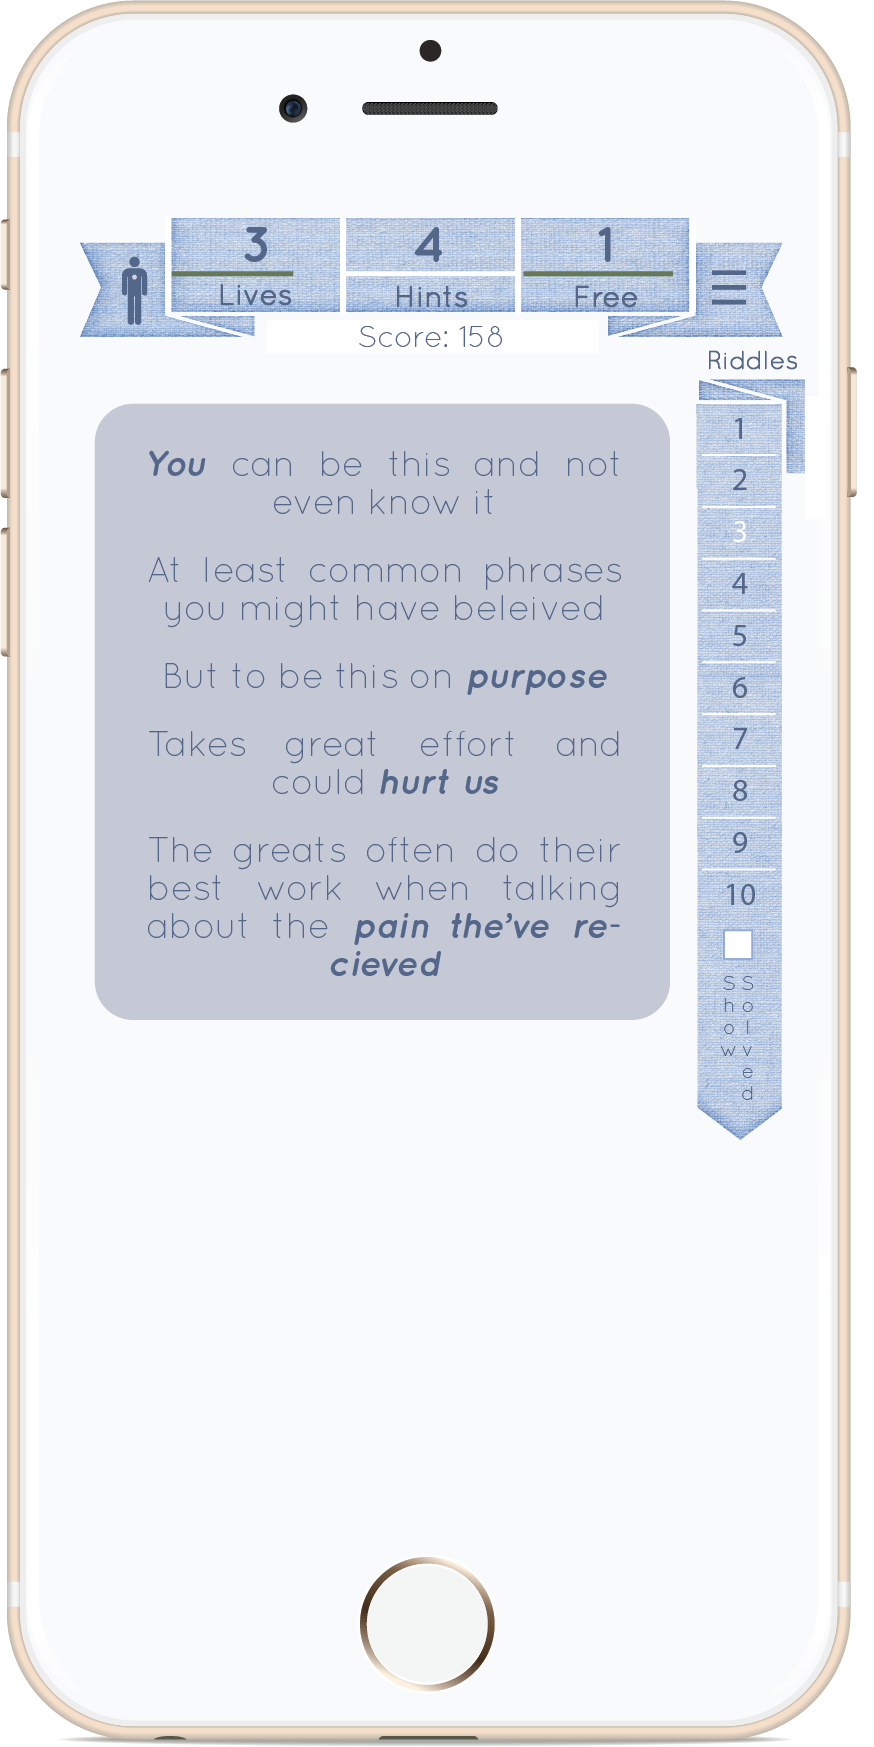 3
4
1
Lives
Hints
Free
Score: 158
Riddles
You can be this and not
even know it
At least common phrases
you might have beleived
But to be this on purpose
Takes great effort and
could hurt us
The greats often do their
best work when talking
about the pain the’ve re-
cieved
1
2
3
4
5
6
7
8
9
10
Show
Solved